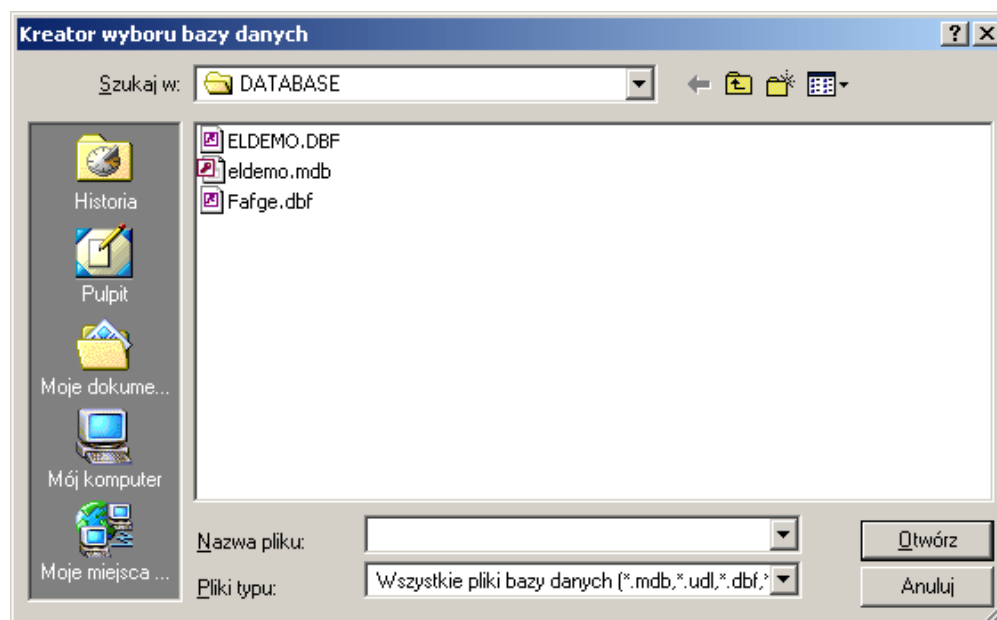 Kreator wyboru bazy danych
Szukaj w: DATABASE
Historia
Pulpit
Moje dokume...
Mój komputer
Moje miejsca ...
ELDEMO.DBF
eldemo.mdb
Fafge.dbf
Nazwa pliku:
Otwórz
Pliki typu: Wszystkie pliki bazy danych (*.mdb,*.udl,*.dbf,*
Anuluj